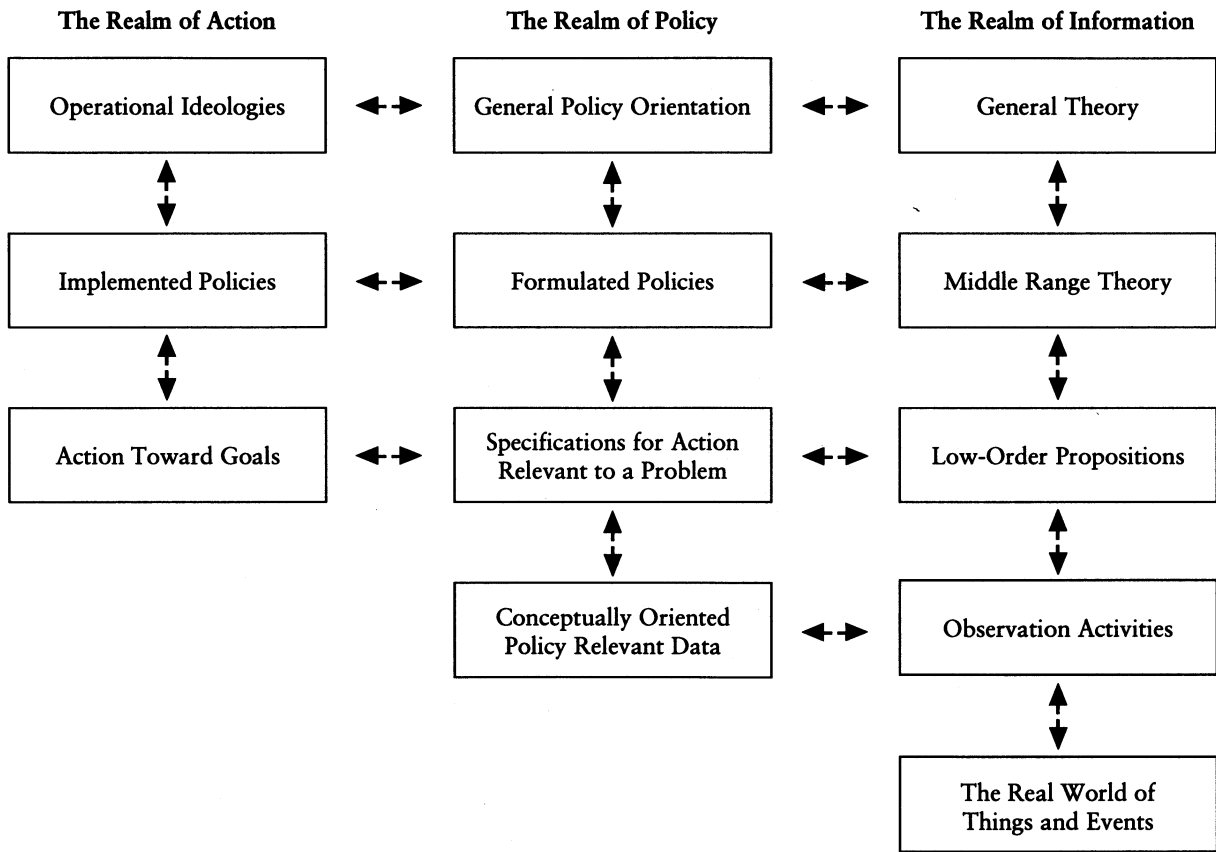 The Realm of Action
The Realm of Policy
The Realm of Information
Operational Ideologies
General Policy Orientation
General Theory
Implemented Policies
Formulated Policies
Middle Range Theory
Action Toward Goals
Specifications for Action
Relevant to a Problem
Low-Order Propositions
Conceptually Oriented
Policy Relevant Data
Observation Activities
The Real World of
Things and Events